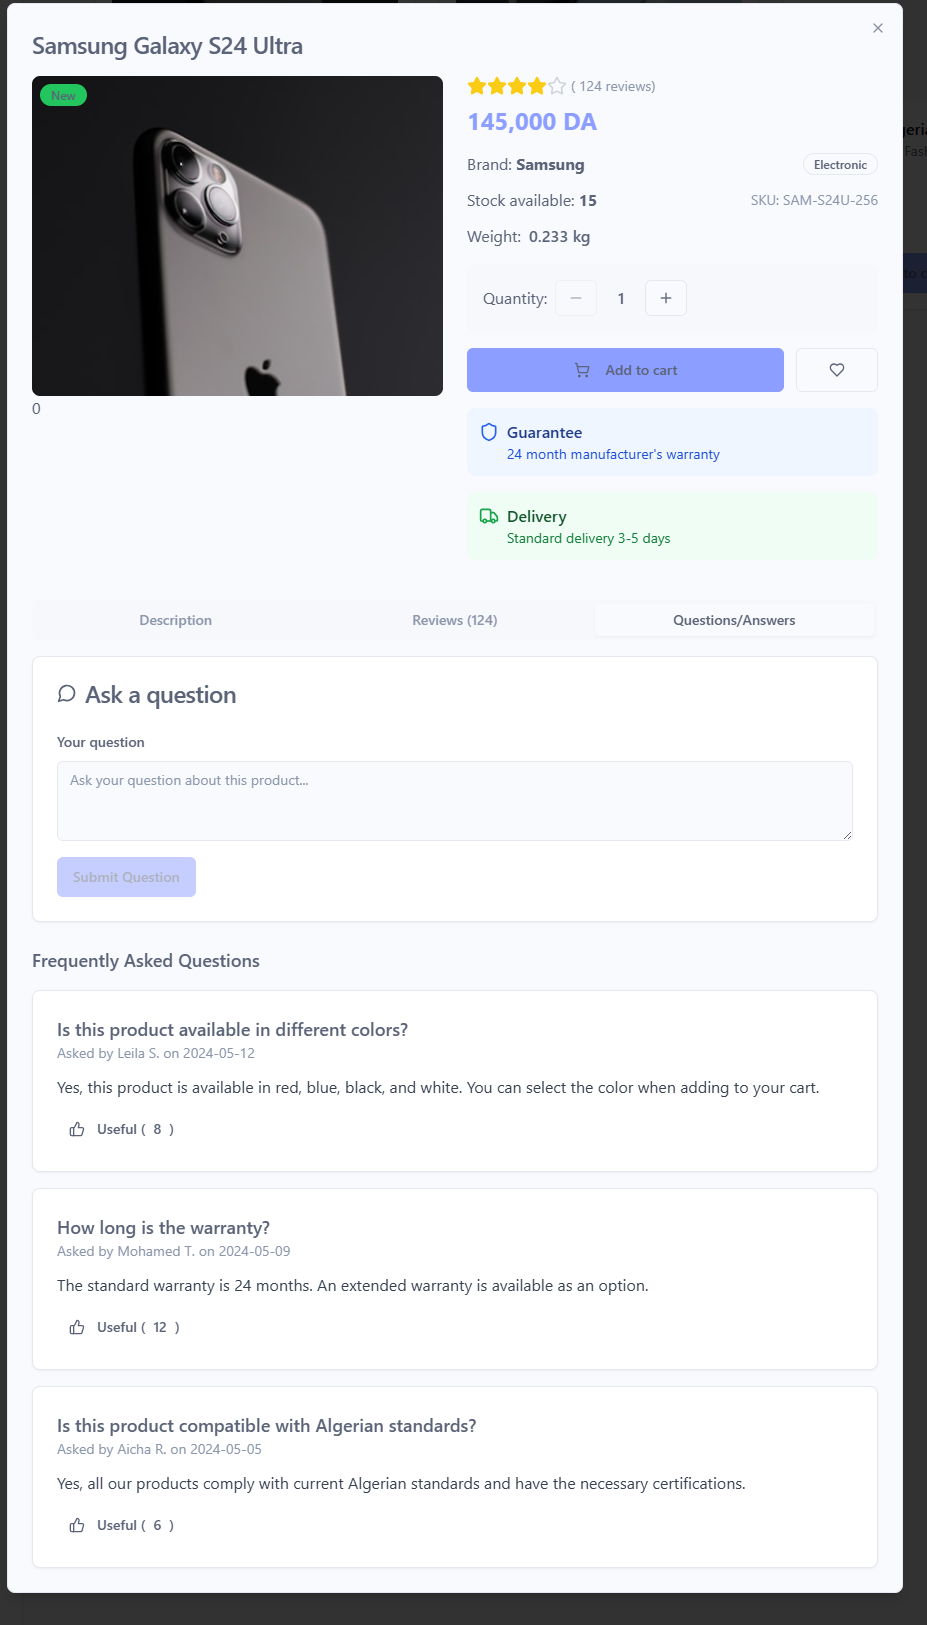 Samsung Galaxy S24 Ultra
New
0
( 124 reviews)
145,000 DA
Brand: Samsung
Electronic
Stock available: 15
SKU: SAM-S24U-256
Weight: 0.233 kg
Quantity: 1
Add to cart
Guarantee
24 month manufacturer's warranty
Delivery
Standard delivery 3-5 days
Description
Reviews (124)
Questions/Answers
Ask a question
Your question
Ask your question about this product...
Submit Question
Frequently Asked Questions
Is this product available in different colors?
Asked by Leila S. on 2024-05-12
Yes, this product is available in red, blue, black, and white. You can select the color when adding to your cart.
Useful ( 8 )
How long is the warranty?
Asked by Mohamed T. on 2024-05-09
The standard warranty is 24 months. An extended warranty is available as an option.
Useful ( 12 )
Is this product compatible with Algerian standards?
Asked by Aicha R. on 2024-05-05
Yes, all our products comply with current Algerian standards and have the necessary certifications.
Useful ( 6 )